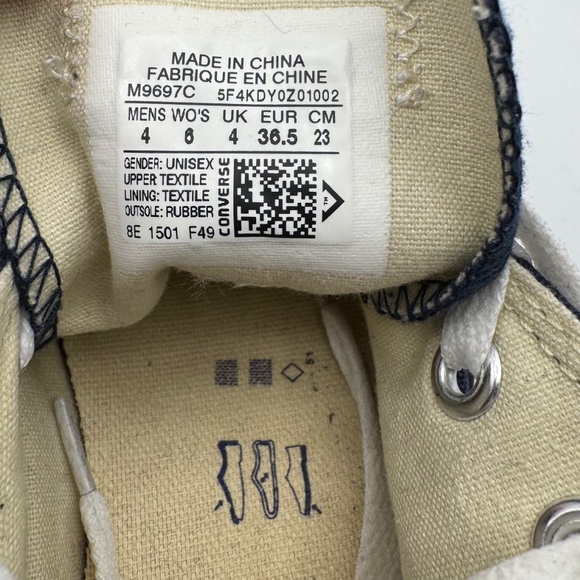 MADE IN CHINA
FABRIQUE EN CHINE
M9697C 5F4KDY0Z01002
MENS WO'S UK EUR CM
4 6 4 36.5 23
GENDER: UNISEX
UPPER TEXTILE
LINING: TEXTILE
OUTSOLE: RUBBER
8E 1501 F49
CONVERSE
TM